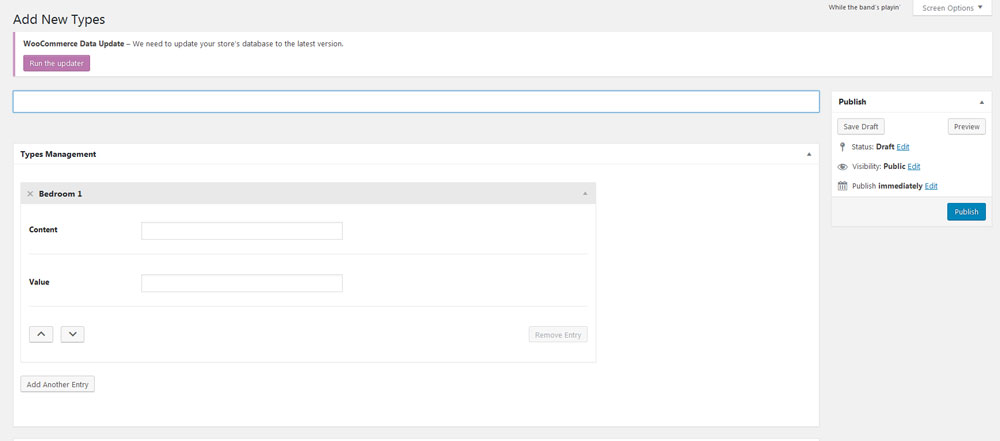 While the band's playin'
Screen Options
Add New Types
WooCommerce Data Update – We need to update your store's database to the latest version.
Run the updater
Publish
Save Draft
Preview
Status: Draft Edit
Visibility: Public Edit
Publish immediately Edit
Publish
Types Management
Bedroom 1
Content
Value
Remove Entry
Add Another Entry